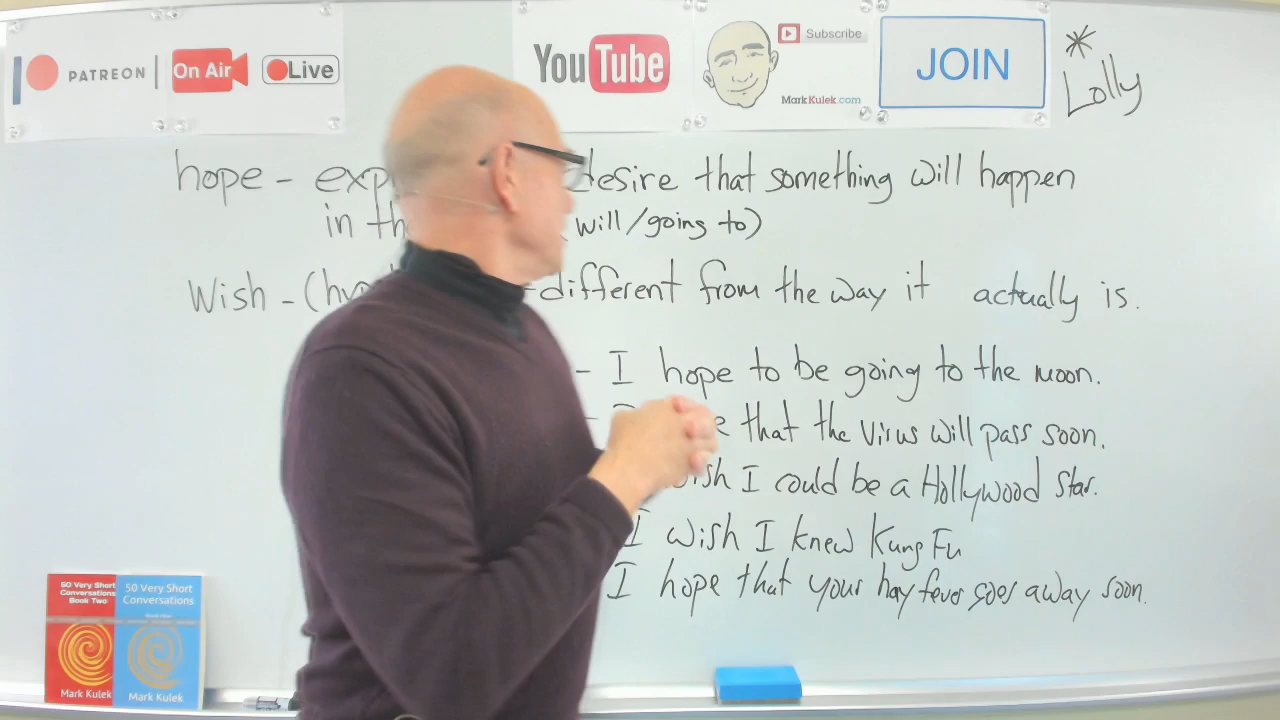 PATREON
On Air
Live
YouTube
Subscribe
MarkKulek.com
JOIN
* Lolly
hope - exp desire that something will happen
in th (will/going to)
Wish - (hy - different from the way it actually is.
- I hope to be going to the moon.
- that the Virus will pass soon.
wish I could be a Hollywood Star.
I wish I knew Kung Fu
I hope that your hay fever goes away soon.
50 Very Short
Conversations
Book Two
Mark Kulek
50 Very Short
Conversations
Mark Kulek